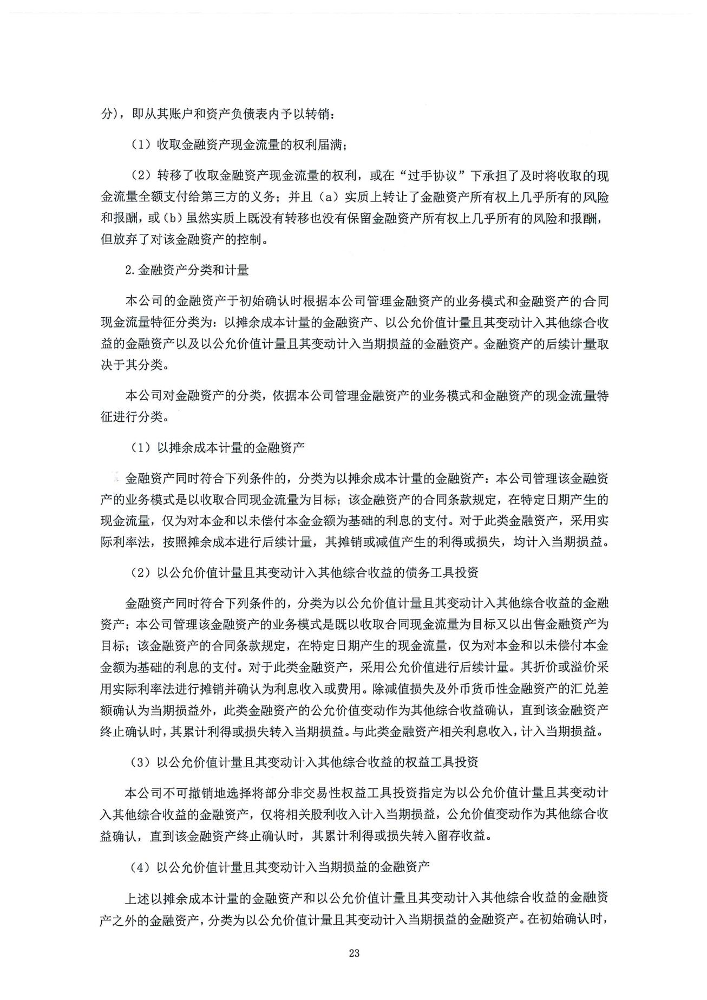 分），即从其账户和资产负债表内予以转销：
（1）收取金融资产现金流量的权利届满；
（2）转移了收取金融资产现金流量的权利，或在“过手协议”下承担了及时将收取的现
金流量全额支付给第三方的义务；并且（a）实质上转让了金融资产所有权上几乎所有的风险
和报酬，或（b）虽然实质上既没有转移也没有保留金融资产所有权上几乎所有的风险和报酬，
但放弃了对该金融资产的控制。
2.金融资产分类和计量
本公司的金融资产于初始确认时根据本公司管理金融资产的业务模式和金融资产的合同
现金流量特征分类为：以摊余成本计量的金融资产、以公允价值计量且其变动计入其他综合收
益的金融资产以及以公允价值计量且其变动计入当期损益的金融资产。金融资产的后续计量取
决于其分类。
本公司对金融资产的分类，依据本公司管理金融资产的业务模式和金融资产的现金流量特
征进行分类。
（1）以摊余成本计量的金融资产
金融资产同时符合下列条件的，分类为以摊余成本计量的金融资产：本公司管理该金融资
产的业务模式是以收取合同现金流量为目标；该金融资产的合同条款规定，在特定日期产生的
现金流量，仅为对本金和以未偿付本金金额为基础的利息的支付。对于此类金融资产，采用实
际利率法，按照摊余成本进行后续计量，其摊销或减值产生的利得或损失，均计入当期损益。
（2）以公允价值计量且其变动计入其他综合收益的债务工具投资
金融资产同时符合下列条件的，分类为以公允价值计量且其变动计入其他综合收益的金融
资产：本公司管理该金融资产的业务模式是既以收取合同现金流量为目标又以出售金融资产为
目标；该金融资产的合同条款规定，在特定日期产生的现金流量，仅为对本金和以未偿付本金
金额为基础的利息的支付。对于此类金融资产，采用公允价值进行后续计量。其折价或溢价采
用实际利率法进行摊销并确认为利息收入或费用。除减值损失及外币货币性金融资产的汇兑差
额确认为当期损益外，此类金融资产的公允价值变动作为其他综合收益确认，直到该金融资产
终止确认时，其累计利得或损失转入当期损益。与此类金融资产相关利息收入，计入当期损益。
（3）以公允价值计量且其变动计入其他综合收益的权益工具投资
本公司不可撤销地选择将部分非交易性权益工具投资指定为以公允价值计量且其变动计
入其他综合收益的金融资产，仅将相关股利收入计入当期损益，公允价值变动作为其他综合收
益确认，直到该金融资产终止确认时，其累计利得或损失转入留存收益。
（4）以公允价值计量且其变动计入当期损益的金融资产
上述以摊余成本计量的金融资产和以公允价值计量且其变动计入其他综合收益的金融资
产之外的金融资产，分类为以公允价值计量且其变动计入当期损益的金融资产。在初始确认时，
23